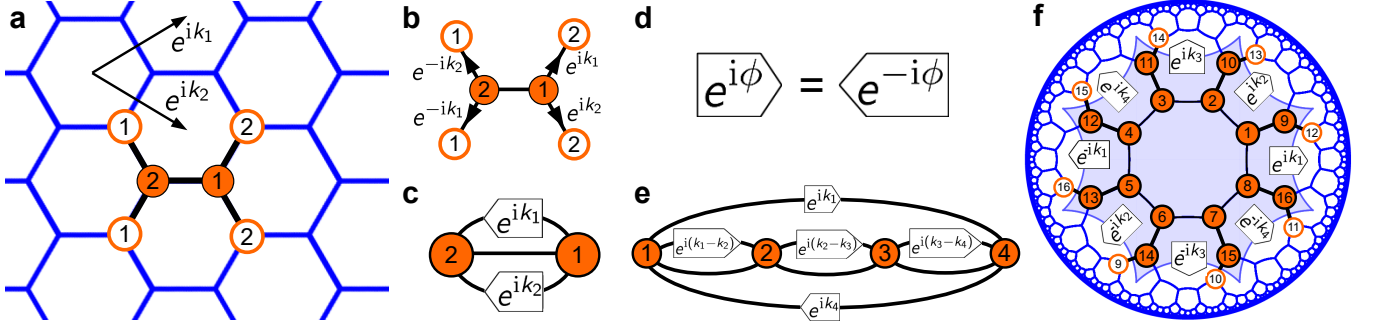 a
e^{ik_1}
e^{ik_2}
1
2
2
1
1
2
b
1
2
e^{-ik_2}
e^{ik_1}
2
1
e^{-ik_1}
e^{ik_2}
1
2
c
e^{ik_1}
2
1
e^{ik_2}
d
e^{iϕ} = e^{-iϕ}
e
e^{ik_1}
1
e^{i(k_1-k_2)}
2
e^{i(k_2-k_3)}
3
e^{i(k_3-k_4)}
4
e^{ik_4}
f
14
13
11
e^{ik_3}
10
15
e^{ik_4}
e^{ik_2}
3
2
12
4
1
9
12
e^{ik_1}
e^{ik_1}
16
13
5
8
16
6
7
11
e^{ik_2}
e^{-ik_4}
9
14
e^{ik_3}
15
10